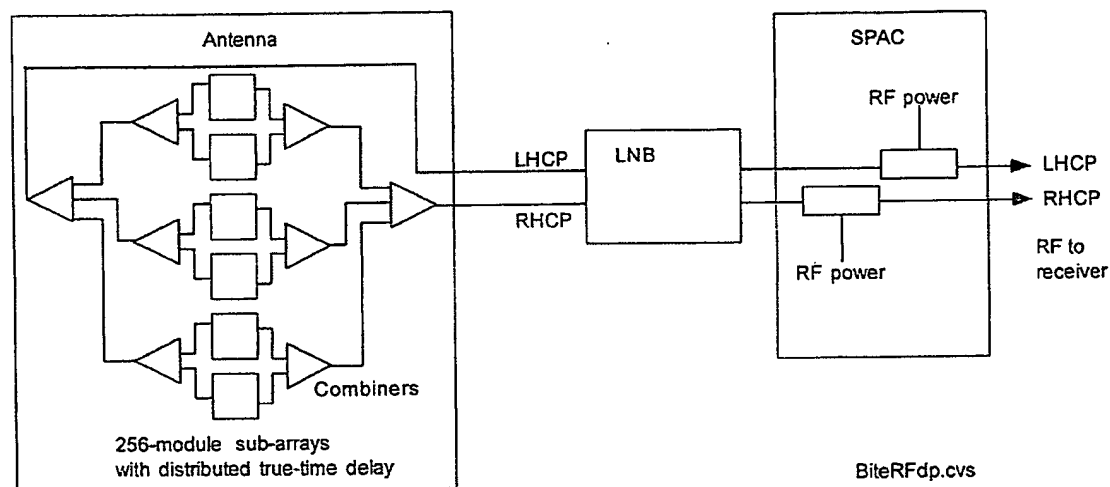 Antenna
SPAC
RF power
LNB
LHCP
RHCP
LHCP
RHCP
RF power
RF to
receiver
Combiners
256-module sub-arrays
with distributed true-time delay
BiteRFdp.cvs